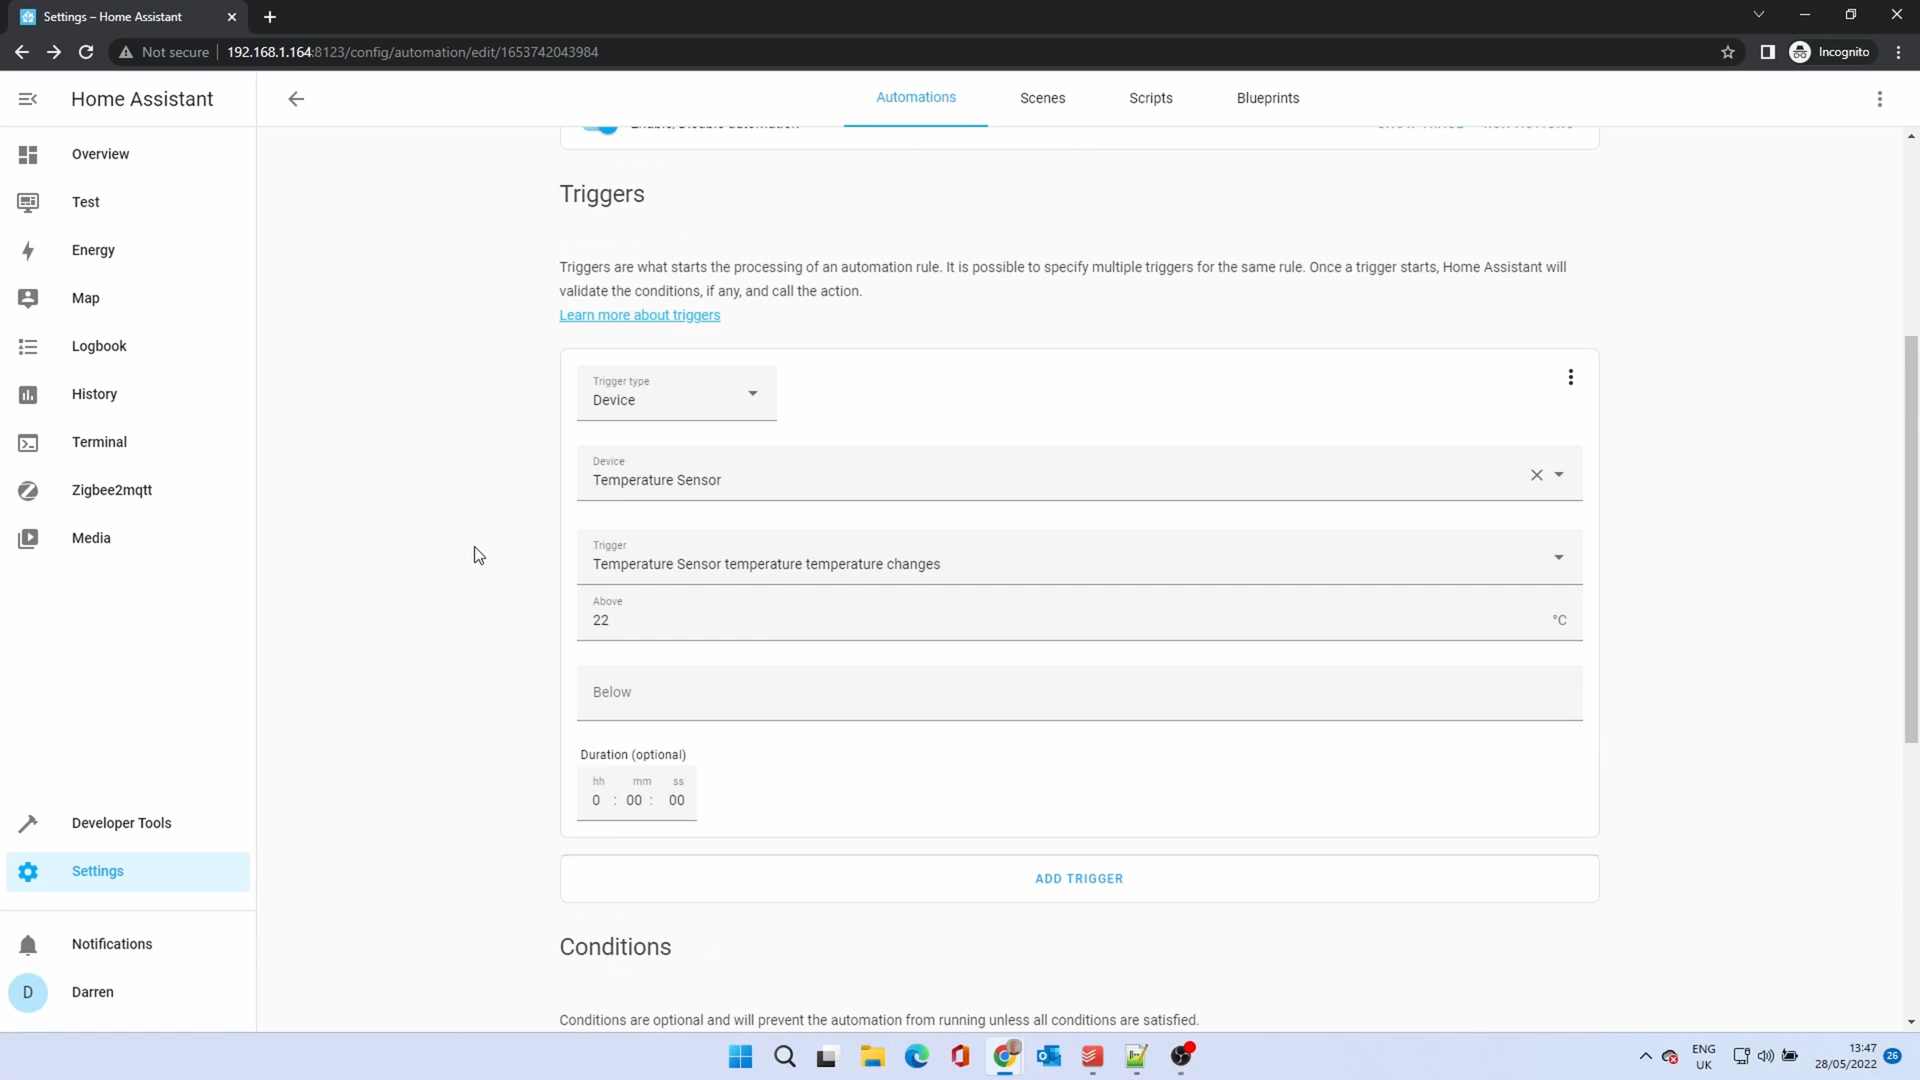 Settings – Home Assistant
Not secure
192.168.1.164:8123/config/automation/edit/1653742043984
Incognito
Home Assistant
Automations
Scenes
Scripts
Blueprints
Overview
Test
Energy
Map
Logbook
History
Terminal
Zigbee2mqtt
Media
Developer Tools
Settings
Notifications
D
Darren
Triggers
Triggers are what starts the processing of an automation rule. It is possible to specify multiple triggers for the same rule. Once a trigger starts, Home Assistant will
validate the conditions, if any, and call the action.
Learn more about triggers
Trigger type
Device
Device
Temperature Sensor
Trigger
Temperature Sensor temperature temperature changes
Above
22
°C
Below
Duration (optional)
hh mm ss
0 : 00 : 00
ADD TRIGGER
Conditions
Conditions are optional and will prevent the automation from running unless all conditions are satisfied.
ENG
UK
13:47
28/05/2022
26